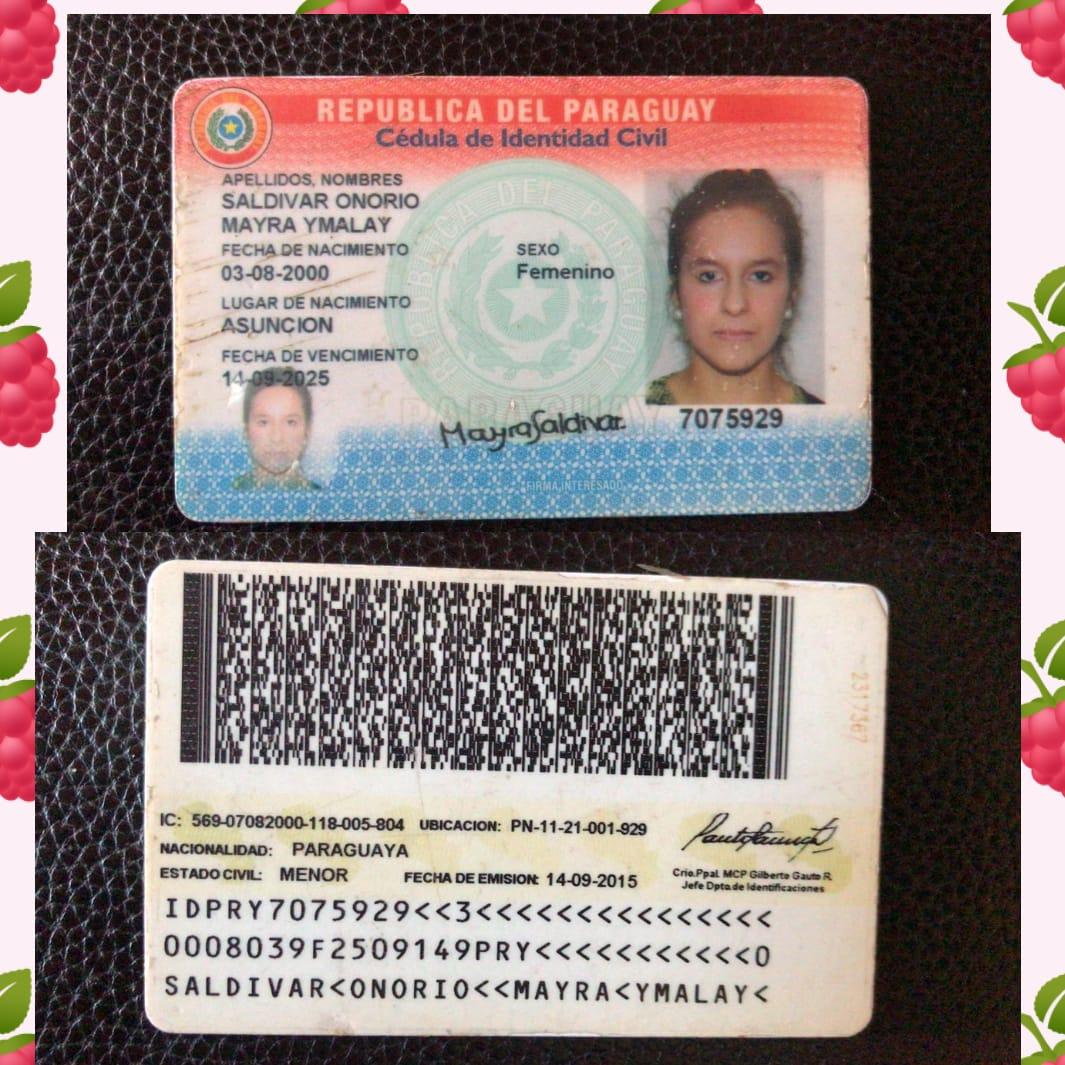 REPUBLICA DEL PARAGUAY
Cédula de Identidad Civil
APELLIDOS, NOMBRES
SALDIVAR ONORIO
MAYRA YMALAY
FECHA DE NACIMIENTO
03-08-2000
SEXO
Femenino
LUGAR DE NACIMIENTO
ASUNCION
FECHA DE VENCIMIENTO
14-09-2025
REPUBLICA DEL PARAGUAY
PARAGUAY
Mayra Saldivar
7075929
FIRMA INTERESADO
2317367
IC: 569-07082000-118-005-804 UBICACION: PN-11-21-001-929
NACIONALIDAD: PARAGUAYA
ESTADO CIVIL: MENOR FECHA DE EMISION: 14-09-2015
Crio.Ppal. MCP Gilberto Gauto R.
Jefe Dpto.de Identificaciones
IDPRY7075929<<3<<<<<<<<<<<<<<<
0008039F2509149PRY<<<<<<<<<<<0
SALDIVAR<ONORIO<<MAYRA<YMALAY<